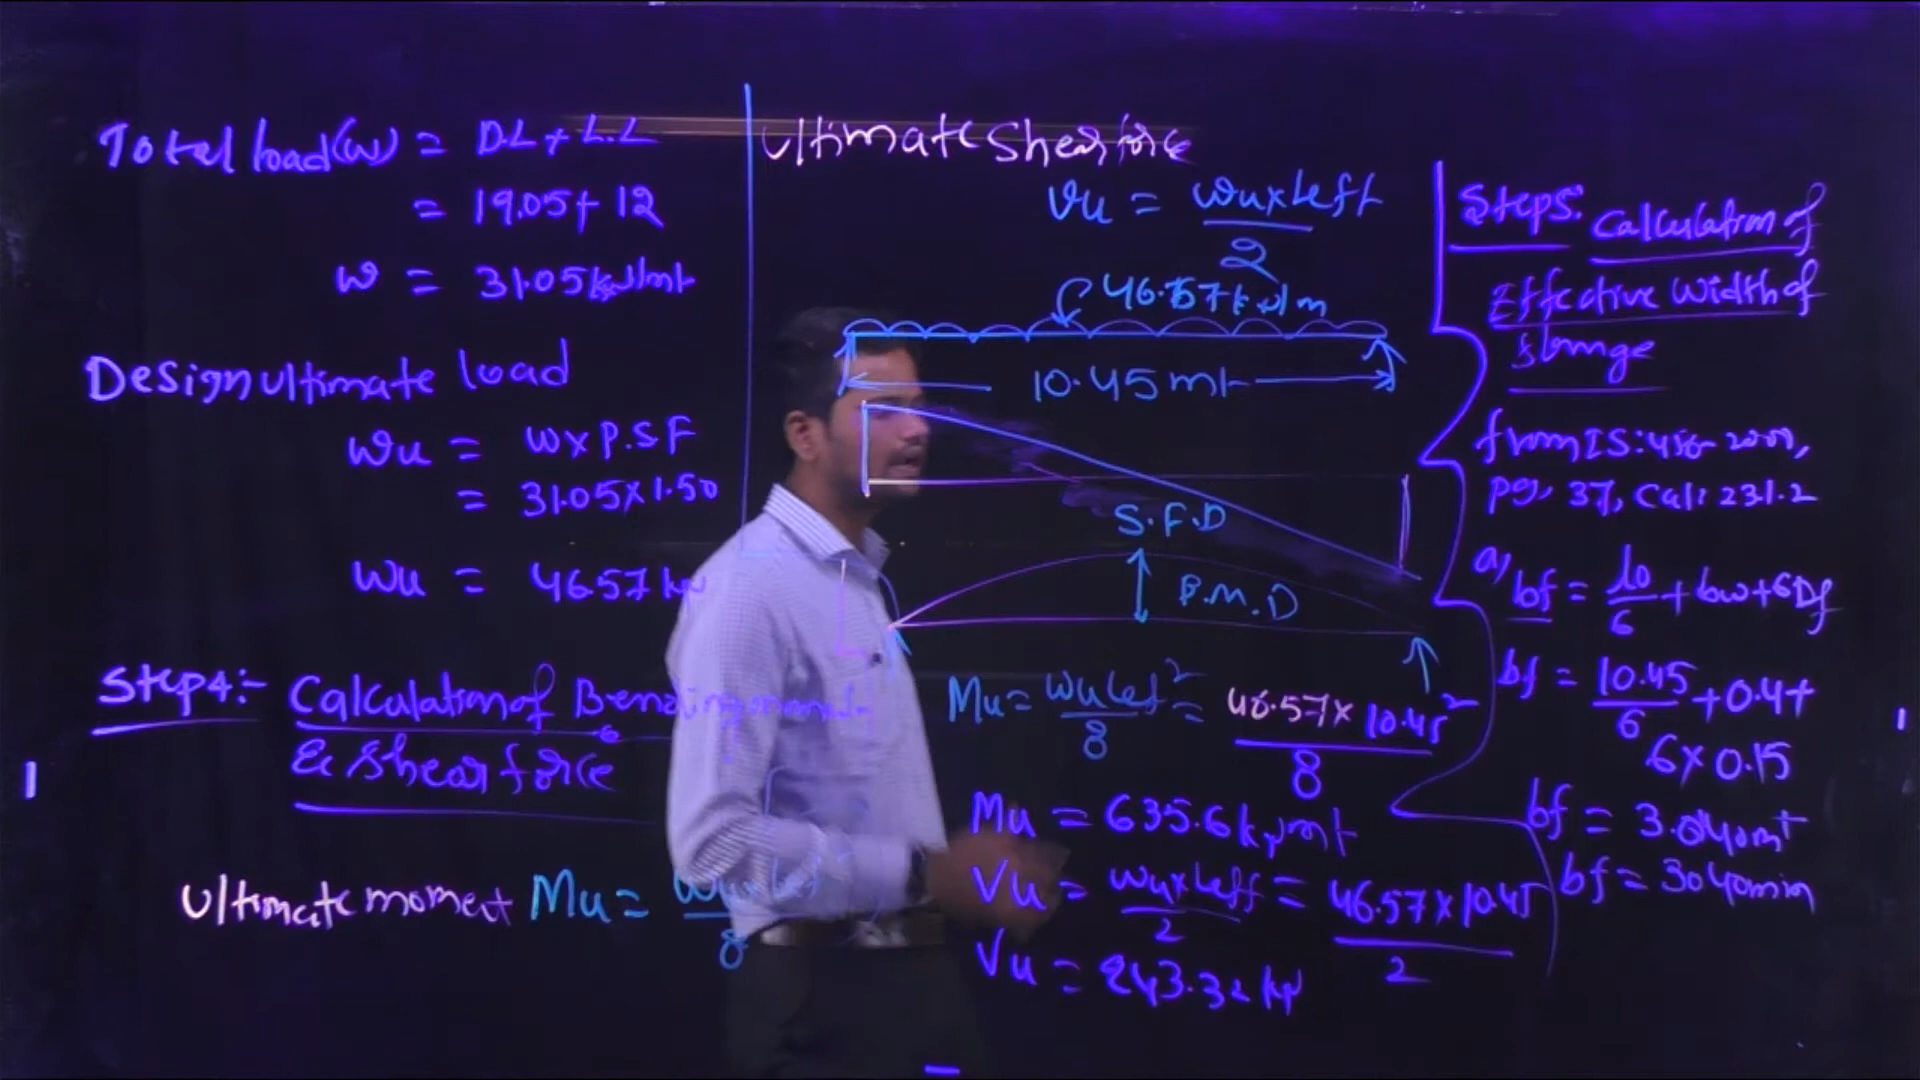 Total load(w) = D.L + L.L
= 19.05 + 12
w = 31.05 kN/mt
Design ultimate load
Wu = W x P.S.F
= 31.05 x 1.50
Wu = 46.57 kN
Step4:- Calculation of Bending moment
& Shear force
Ultimate moment Mu =
8
Ultimate Shear force
Vu = wu x leff
2
46.57 kN/m
10.45 mt
S.F.D
B.M.D
Mu = wu lef² = 46.57 x 10.45²
8 8
Mu = 635.6 kN mt
Vu = wu x leff = 46.57 x 10.45
2 2
Vu = 243.32 kN
Step5: Calculation of
Effective Width of
flange
from IS:456-2000,
pg. 37, Cal: 23.1.2
a) bf = l0 + bw + 6Df
6
bf = 10.45 + 0.4 +
6
6 x 0.15
bf = 3.040 mt
bf = 3040 mm